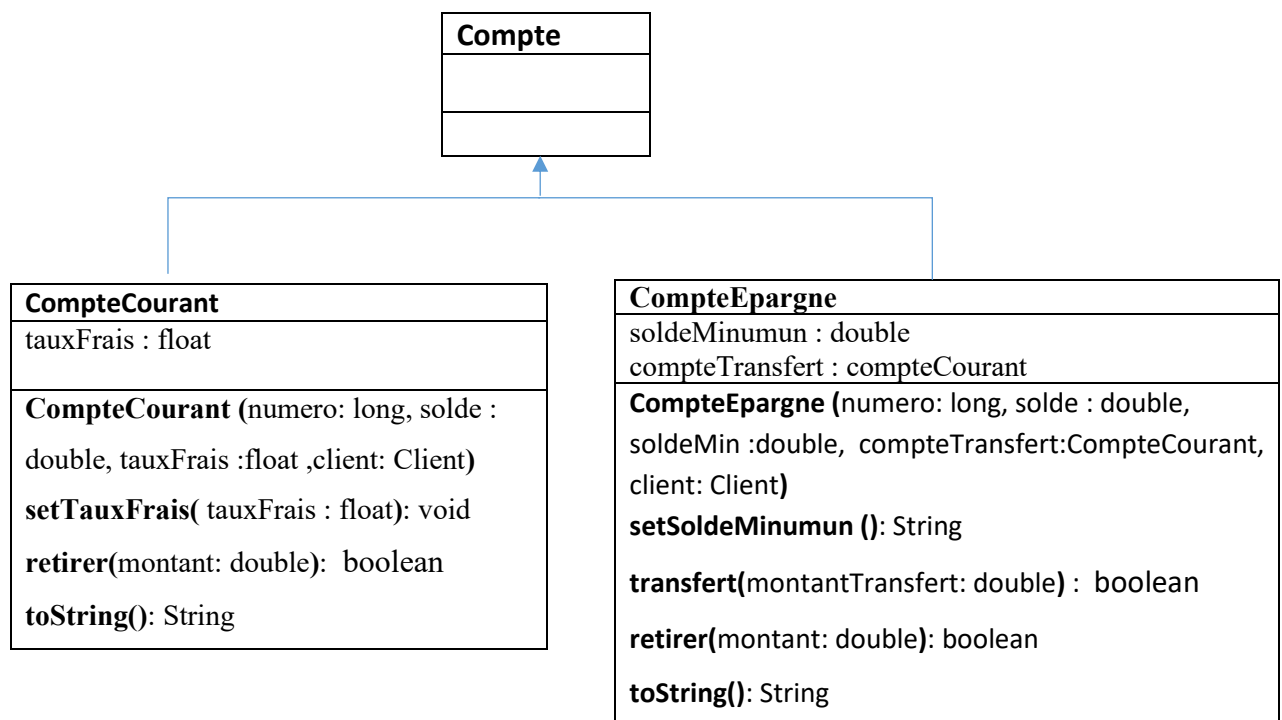 Compte
CompteCourant
tauxFrais : float
CompteCourant (numero: long, solde :
double, tauxFrais :float ,client: Client)
setTauxFrais( tauxFrais : float): void
retirer(montant: double): boolean
toString(): String
CompteEpargne
soldeMinumun : double
compteTransfert : compteCourant
CompteEpargne (numero: long, solde : double,
soldeMin :double, compteTransfert:CompteCourant,
client: Client)
setSoldeMinumun (): String
transfert(montantTransfert: double) : boolean
retirer(montant: double): boolean
toString(): String